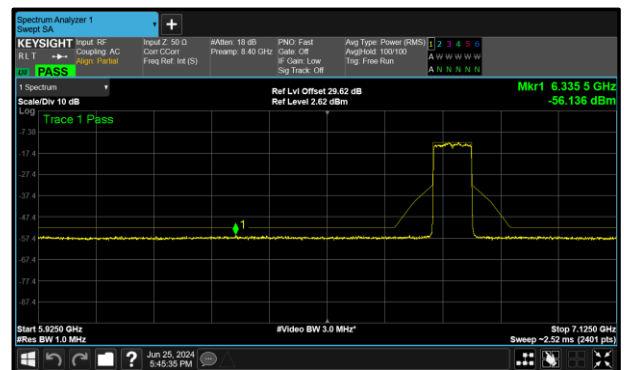 Spectrum Analyzer 1
Swept SA
KEYSIGHT Input: RF
Input Z: 50 Ω
#Atten: 18 dB
PNO: Fast
Avg Type: Power (RMS) 1 2 3 4 5 6
RLT
Coupling: AC
Corr CCorr
Preamp: 8.40 GHz
Gate: Off
Avg|Hold: 100/100
A W W W W W
Align: Partial
Freq Ref: Int (S)
IF Gain: Low
Trig: Free Run
PASS
Sig Track: Off
A N N N N N
1 Spectrum
Ref Lvl Offset 29.62 dB
Mkr1 6.335 5 GHz
Scale/Div 10 dB
Ref Level 2.62 dBm
-56.136 dBm
Log
Trace 1 Pass
-7.38
-17.4
-27.4
-37.4
-47.4
-57.4
-67.4
-77.4
-87.4
1
Start 5.9250 GHz
#Video BW 3.0 MHz*
Stop 7.1250 GHz
#Res BW 1.0 MHz
Sweep ~2.52 ms (2401 pts)
?
Jun 25, 2024
5:45:35 PM